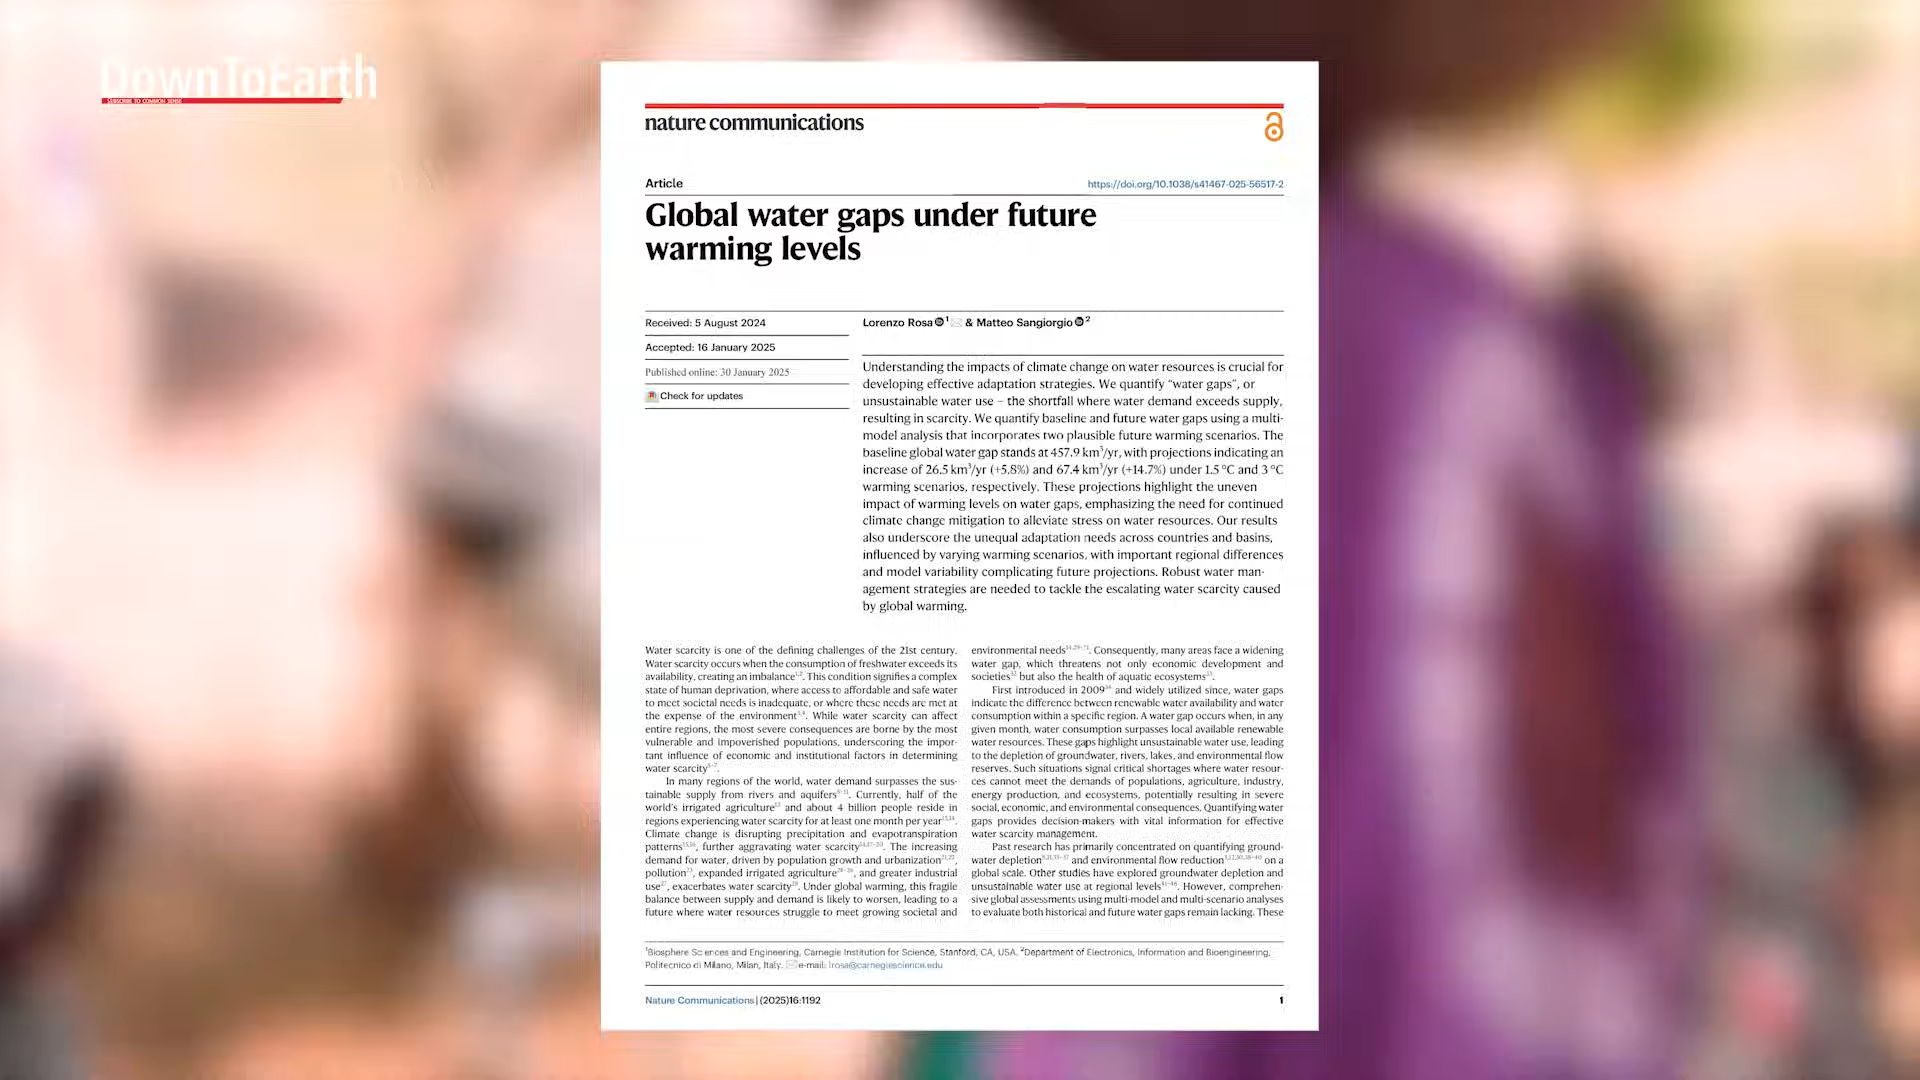 DownToEarth
SUBSCRIBE TO COMMON SENSE
nature communications
Article
https://doi.org/10.1038/s41467-025-56517-2
Global water gaps under future
warming levels
Received: 5 August 2024
Accepted: 16 January 2025
Published online: 30 January 2025
Check for updates
Lorenzo Rosa 1 & Matteo Sangiorgio 2
Understanding the impacts of climate change on water resources is crucial for
developing effective adaptation strategies. We quantify “water gaps”, or
unsustainable water use – the shortfall where water demand exceeds supply,
resulting in scarcity. We quantify baseline and future water gaps using a multi-
model analysis that incorporates two plausible future warming scenarios. The
baseline global water gap stands at 457.9 km³/yr, with projections indicating an
increase of 26.5 km³/yr (+5.8%) and 67.4 km³/yr (+14.7%) under 1.5 °C and 3 °C
warming scenarios, respectively. These projections highlight the uneven
impact of warming levels on water gaps, emphasizing the need for continued
climate change mitigation to alleviate stress on water resources. Our results
also underscore the unequal adaptation needs across countries and basins,
influenced by varying warming scenarios, with important regional differences
and model variability complicating future projections. Robust water man-
agement strategies are needed to tackle the escalating water scarcity caused
by global warming.
Water scarcity is one of the defining challenges of the 21st century.
Water scarcity occurs when the consumption of freshwater exceeds its
availability, creating an imbalance. This condition signifies a complex
state of human deprivation, where access to affordable and safe water
to meet societal needs is inadequate, or where these needs are met at
the expense of the environment. While water scarcity can affect
entire regions, the most severe consequences are borne by the most
vulnerable and impoverished populations, underscoring the impor-
tant influence of economic and institutional factors in determining
water scarcity.
In many regions of the world, water demand surpasses the sus-
tainable supply from rivers and aquifers. Currently, half of the
world's irrigated agriculture and about 4 billion people reside in
regions experiencing water scarcity for at least one month per year.
Climate change is disrupting precipitation and evapotranspiration
patterns, further aggravating water scarcity. The increasing
demand for water, driven by population growth and urbanization,
pollution, expanded irrigated agriculture, and greater industrial
use, exacerbates water scarcity. Under global warming, this fragile
balance between supply and demand is likely to worsen, leading to a
future where water resources struggle to meet growing societal and
environmental needs. Consequently, many areas face a widening
water gap, which threatens not only economic development and
societies but also the health of aquatic ecosystems.
First introduced in 2009 and widely utilized since, water gaps
indicate the difference between renewable water availability and water
consumption within a specific region. A water gap occurs when, in any
given month, water consumption surpasses local available renewable
water resources. These gaps highlight unsustainable water use, leading
to the depletion of groundwater, rivers, lakes, and environmental flow
reserves. Such situations signal critical shortages where water resour-
ces cannot meet the demands of populations, agriculture, industry,
energy production, and ecosystems, potentially resulting in severe
social, economic, and environmental consequences. Quantifying water
gaps provides decision-makers with vital information for effective
water scarcity management.
Past research has primarily concentrated on quantifying ground-
water depletion and environmental flow reduction on a
global scale. Other studies have explored groundwater depletion and
unsustainable water use at regional levels. However, comprehen-
sive global assessments using multi-model and multi-scenario analyses
to evaluate both historical and future water gaps remain lacking. These
1Biosphere Sciences and Engineering, Carnegie Institution for Science, Stanford, CA, USA. 2Department of Electronics, Information and Bioengineering,
Politecnico di Milano, Milan, Italy. e-mail: lrosa@carnegiescience.edu
Nature Communications | (2025)16:1192
1